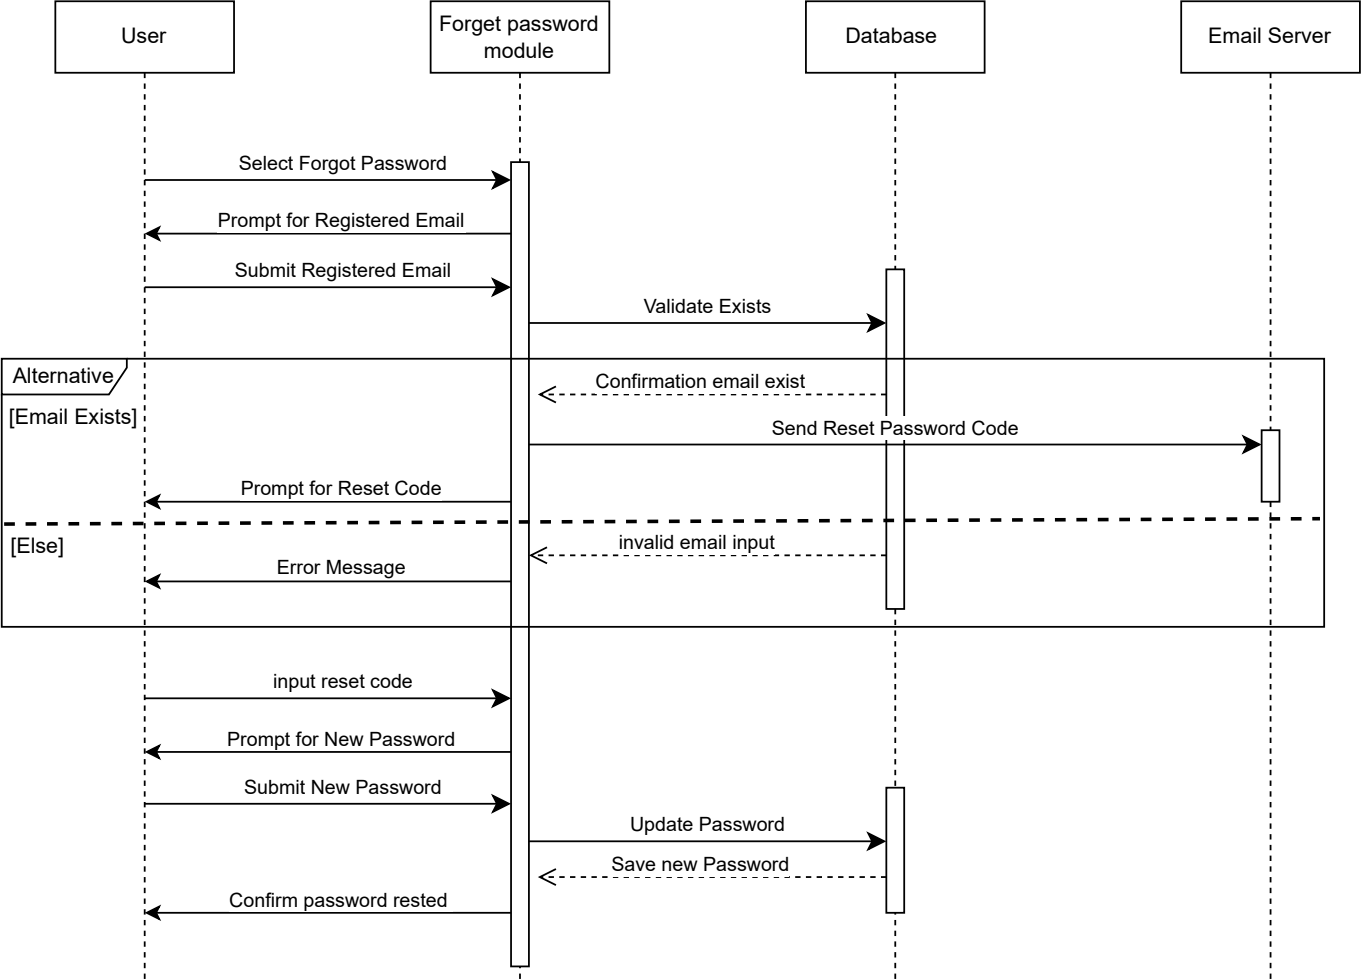 User
Forget password
module
Database
Email Server
Select Forgot Password
Prompt for Registered Email
Submit Registered Email
Validate Exists
Alternative
Confirmation email exist
[Email Exists]
Send Reset Password Code
Prompt for Reset Code
[Else]
invalid email input
Error Message
input reset code
Prompt for New Password
Submit New Password
Update Password
Save new Password
Confirm password rested